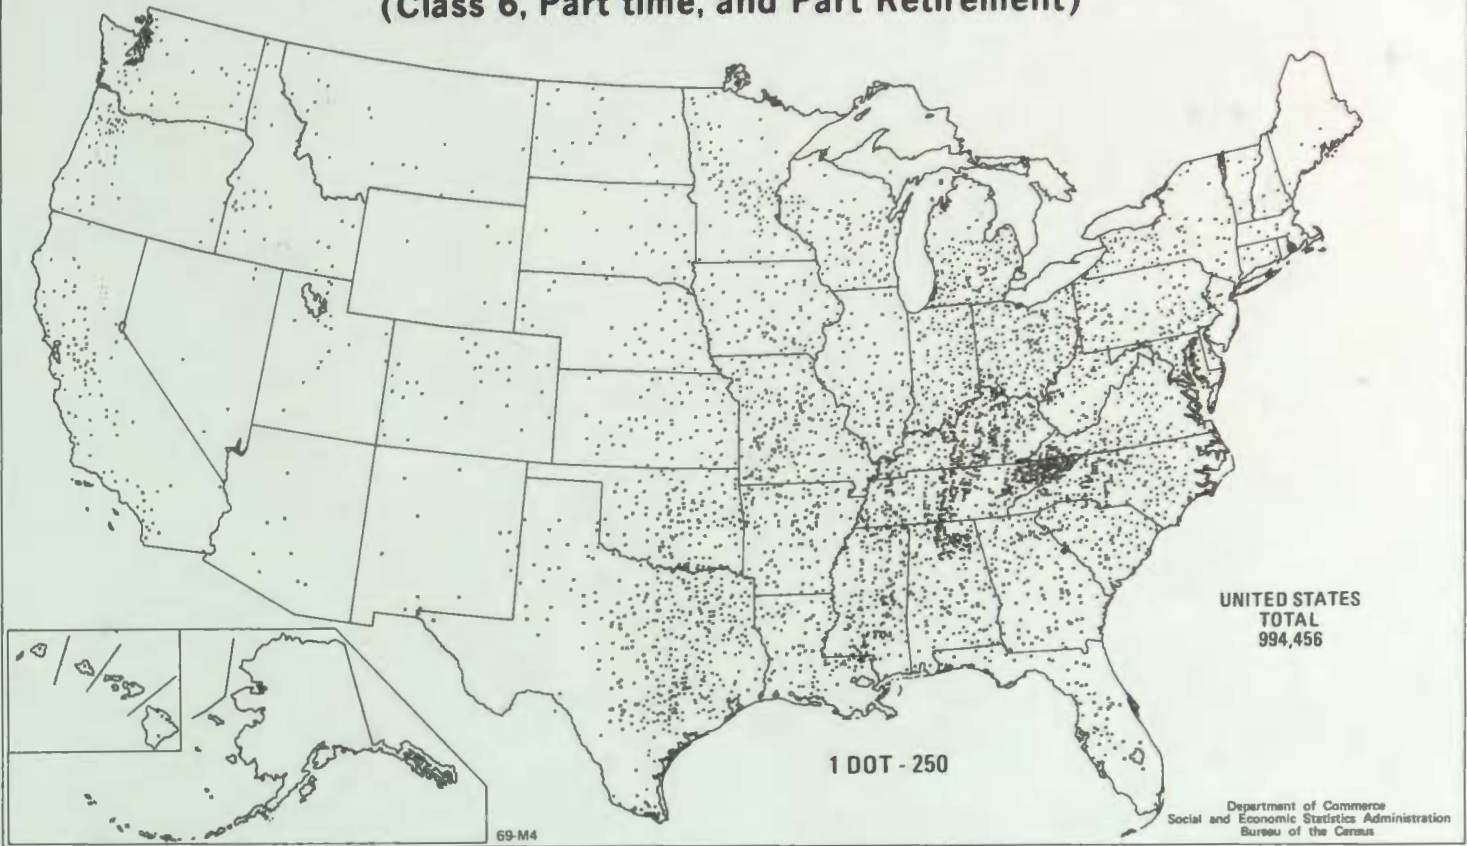 (Class 6, Part time, and Part Retirement)
UNITED STATES
TOTAL
994,456
1 DOT - 250
69-M4
Department of Commerce
Social and Economic Statistics Administration
Bureau of the Census